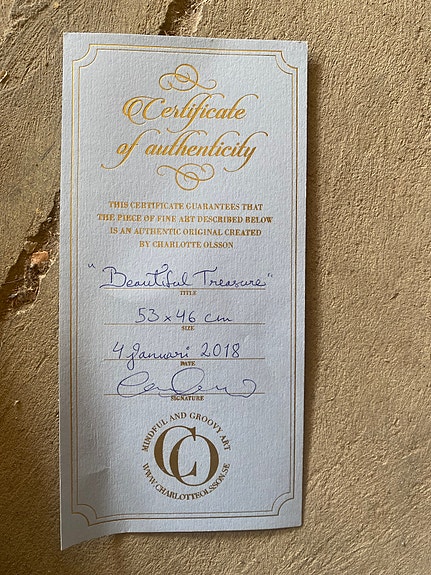 Certificate
of authenticity
THIS CERTIFICATE GUARANTEES THAT
THE PIECE OF FINE ART DESCRIBED BELOW
IS AN AUTHENTIC ORIGINAL CREATED
BY CHARLOTTE OLSSON
"Beautiful Treasure"
TITLE
53 x 46 cm
SIZE
4 Januari 2018
DATE
SIGNATURE
MINDFUL AND GROOVY ART
CO
WWW.CHARLOTTEOLSSON.SE